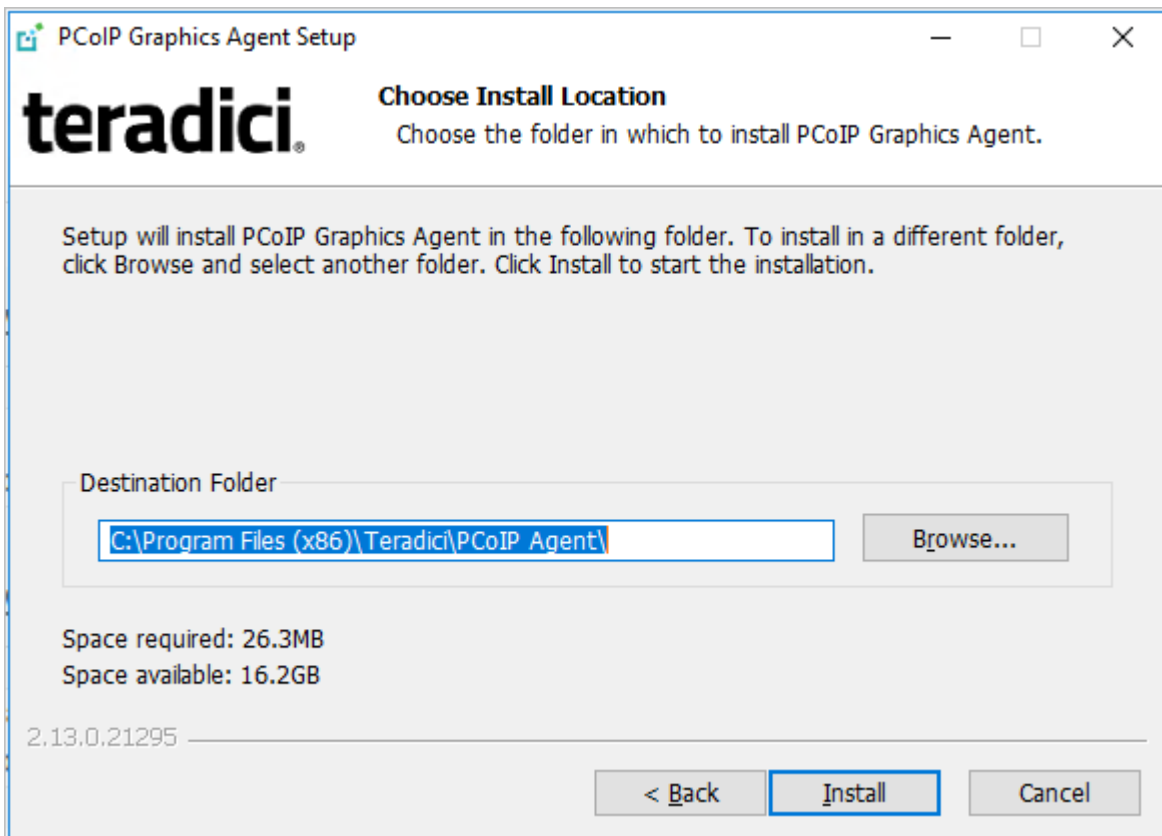 PCoIP Graphics Agent Setup
teradici®
Choose Install Location
Choose the folder in which to install PCoIP Graphics Agent.
Setup will install PCoIP Graphics Agent in the following folder. To install in a different folder,
click Browse and select another folder. Click Install to start the installation.
Destination Folder
C:\Program Files (x86)\Teradici\PCoIP Agent\
Browse...
Space required: 26.3MB
Space available: 16.2GB
2.13.0.21295
< Back
Install
Cancel